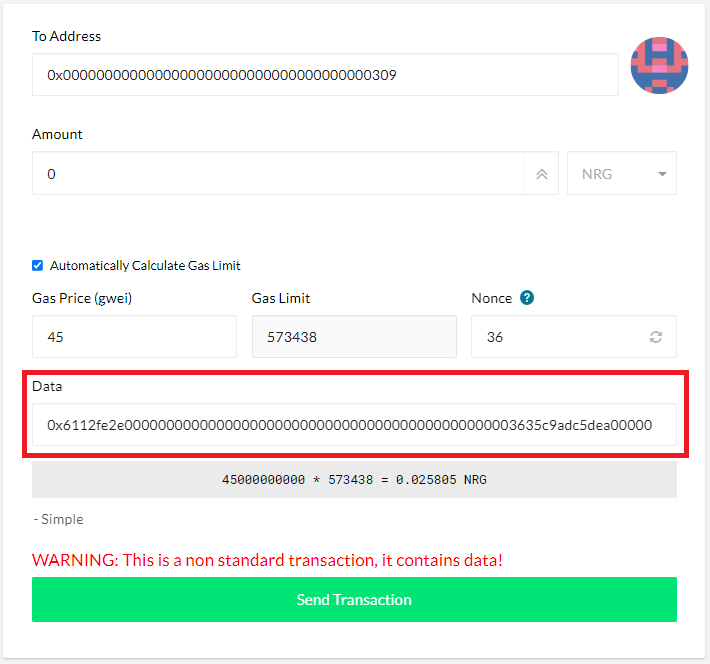 To Address
0x0000000000000000000000000000000000000309
Amount
0
NRG
Automatically Calculate Gas Limit
Gas Price (gwei) Gas Limit Nonce ?
45 573438 36
Data
0x6112fe2e00000000000000000000000000000000000000000000003635c9adc5dea00000
45000000000 * 573438 = 0.025805 NRG
- Simple
WARNING: This is a non standard transaction, it contains data!
Send Transaction